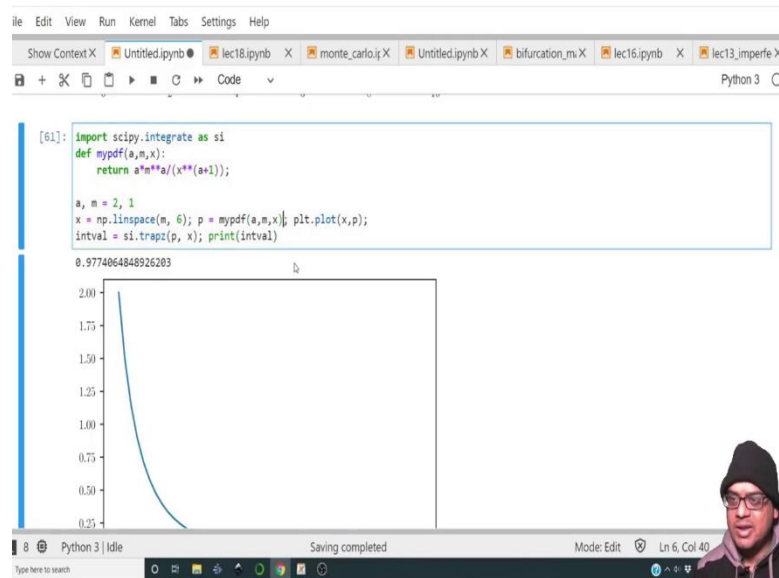 ile Edit View Run Kernel Tabs Settings Help
Show Context X Untitled.ipynb ● lec18.ipynb X monte_carlo.ip X Untitled.ipynb X bifurcation_m X lec16.ipynb X lec13_imperfe X
Code Python 3
[61]: import scipy.integrate as si
def mypdf(a,m,x):
return a*m**a/(x**(a+1));
a, m = 2, 1
x = np.linspace(m, 6); p = mypdf(a,m,x); plt.plot(x,p);
intval = si.trapz(p, x); print(intval)
0.9774064848926203
2.00
1.75
1.50
1.25
1.00
0.75
0.50
0.25
8 Python 3 | Idle Saving completed Mode: Edit Ln 6, Col 40
Type here to search